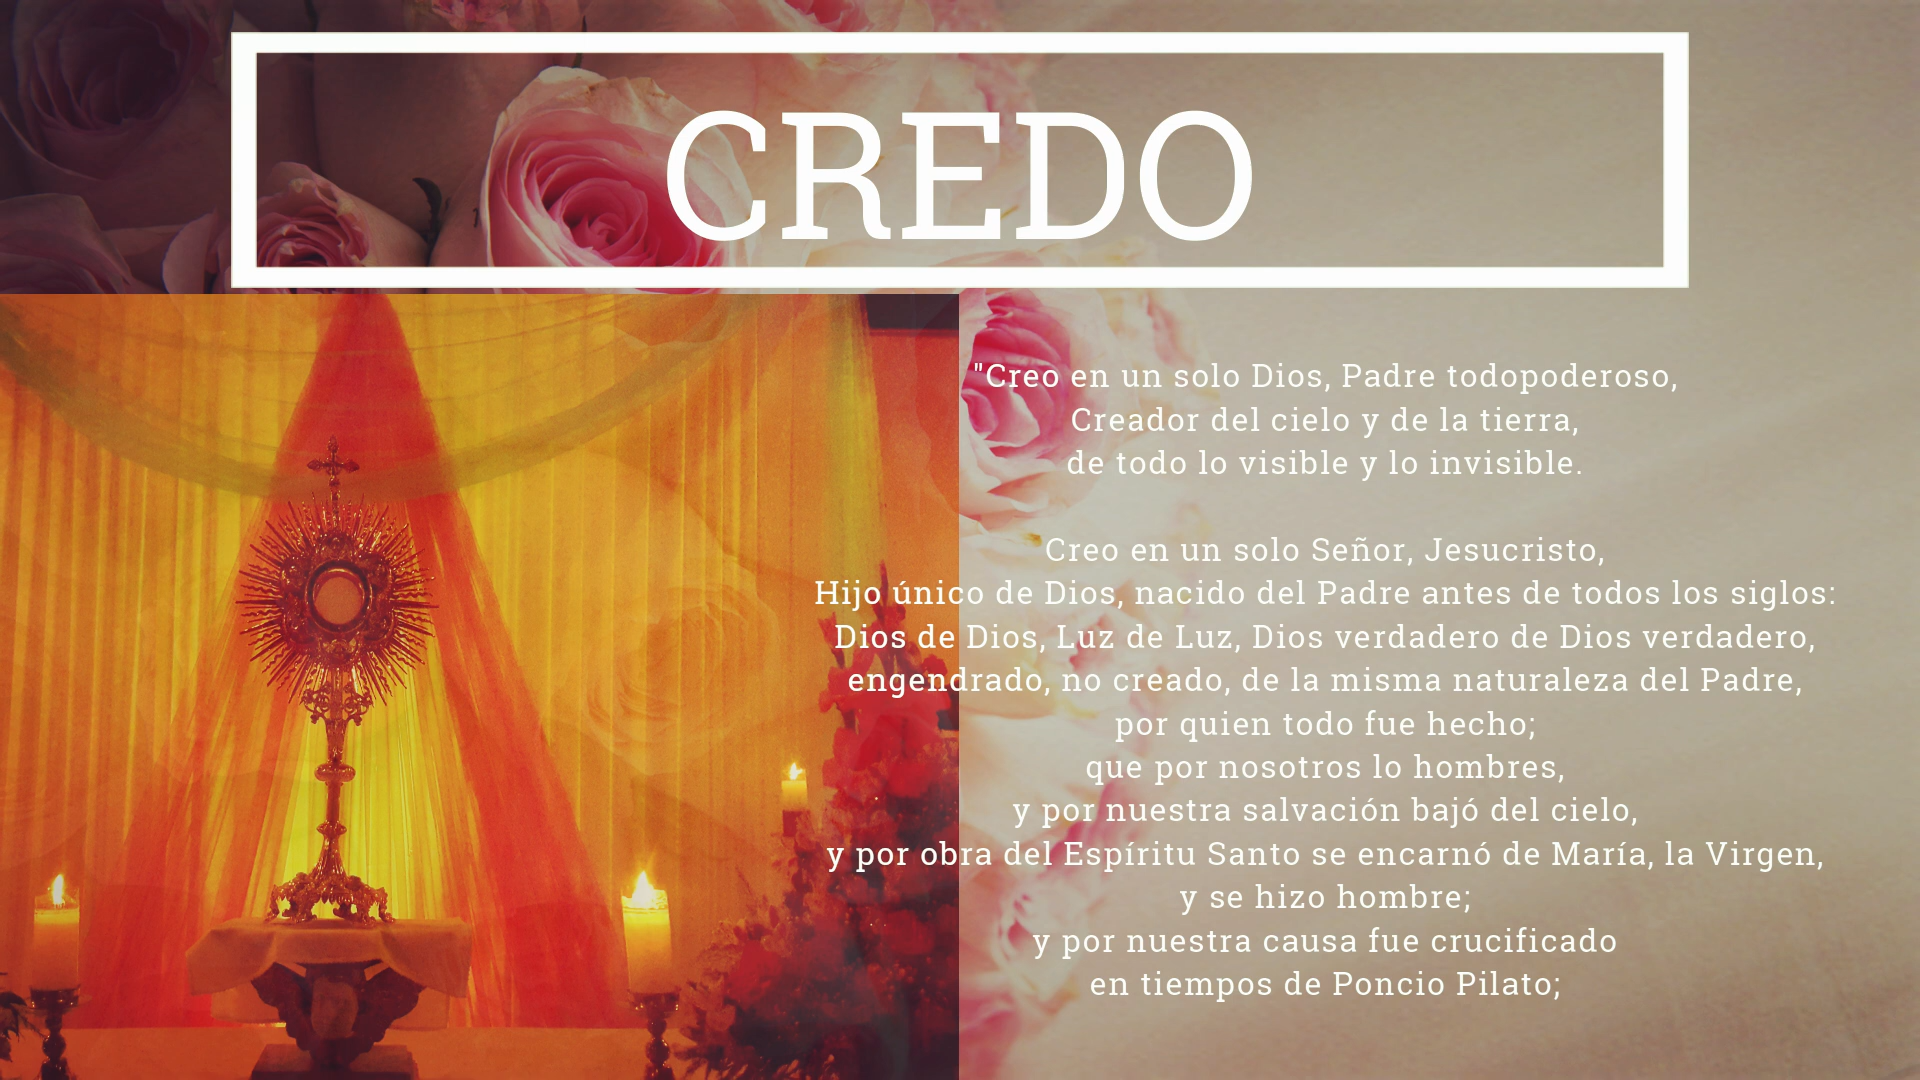 CREDO
"Creo en un solo Dios, Padre todopoderoso,
Creador del cielo y de la tierra,
de todo lo visible y lo invisible.
Creo en un solo Señor, Jesucristo,
Hijo único de Dios, nacido del Padre antes de todos los siglos:
Dios de Dios, Luz de Luz, Dios verdadero de Dios verdadero,
engendrado, no creado, de la misma naturaleza del Padre,
por quien todo fue hecho;
que por nosotros lo hombres,
y por nuestra salvación bajó del cielo,
y por obra del Espíritu Santo se encarnó de María, la Virgen,
y se hizo hombre;
y por nuestra causa fue crucificado
en tiempos de Poncio Pilato;